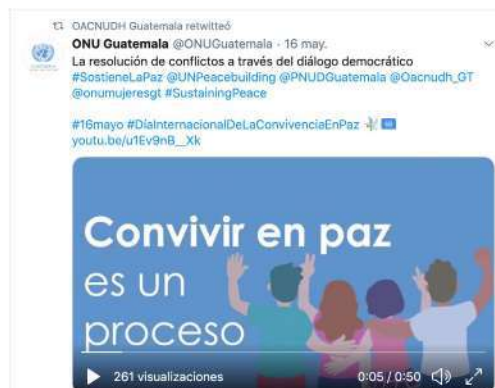 OACNUDH Guatemala retwitteó
ONU Guatemala @ONUGuatemala · 16 may.
La resolución de conflictos a través del diálogo democrático
#SostieneLaPaz @UNPeacebuilding @PNUDGuatemala @Oacnudh_GT
@onumujeresgt #SustainingPeace
#16mayo #DíaInternacionalDeLaConvivenciaEnPaz
youtu.be/u1Ev9nB__Xk
Convivir en paz
es un
proceso
261 visualizaciones
0:05 / 0:50